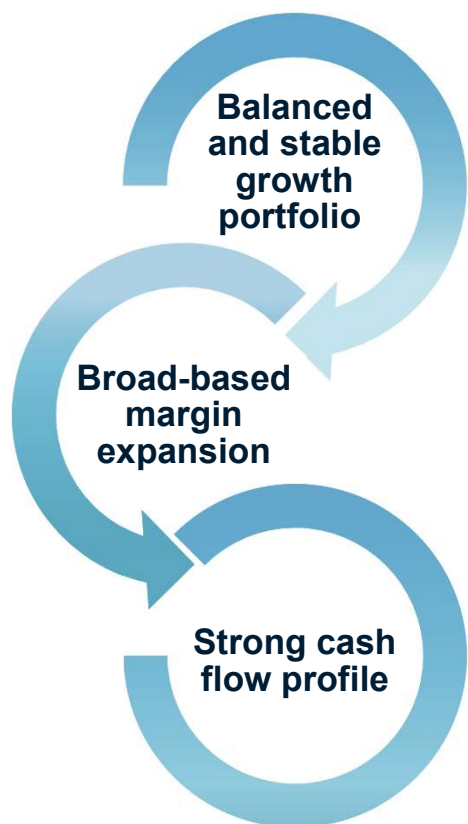 Balanced
and stable
growth
portfolio
Broad-based
margin
expansion
Strong cash
flow profile